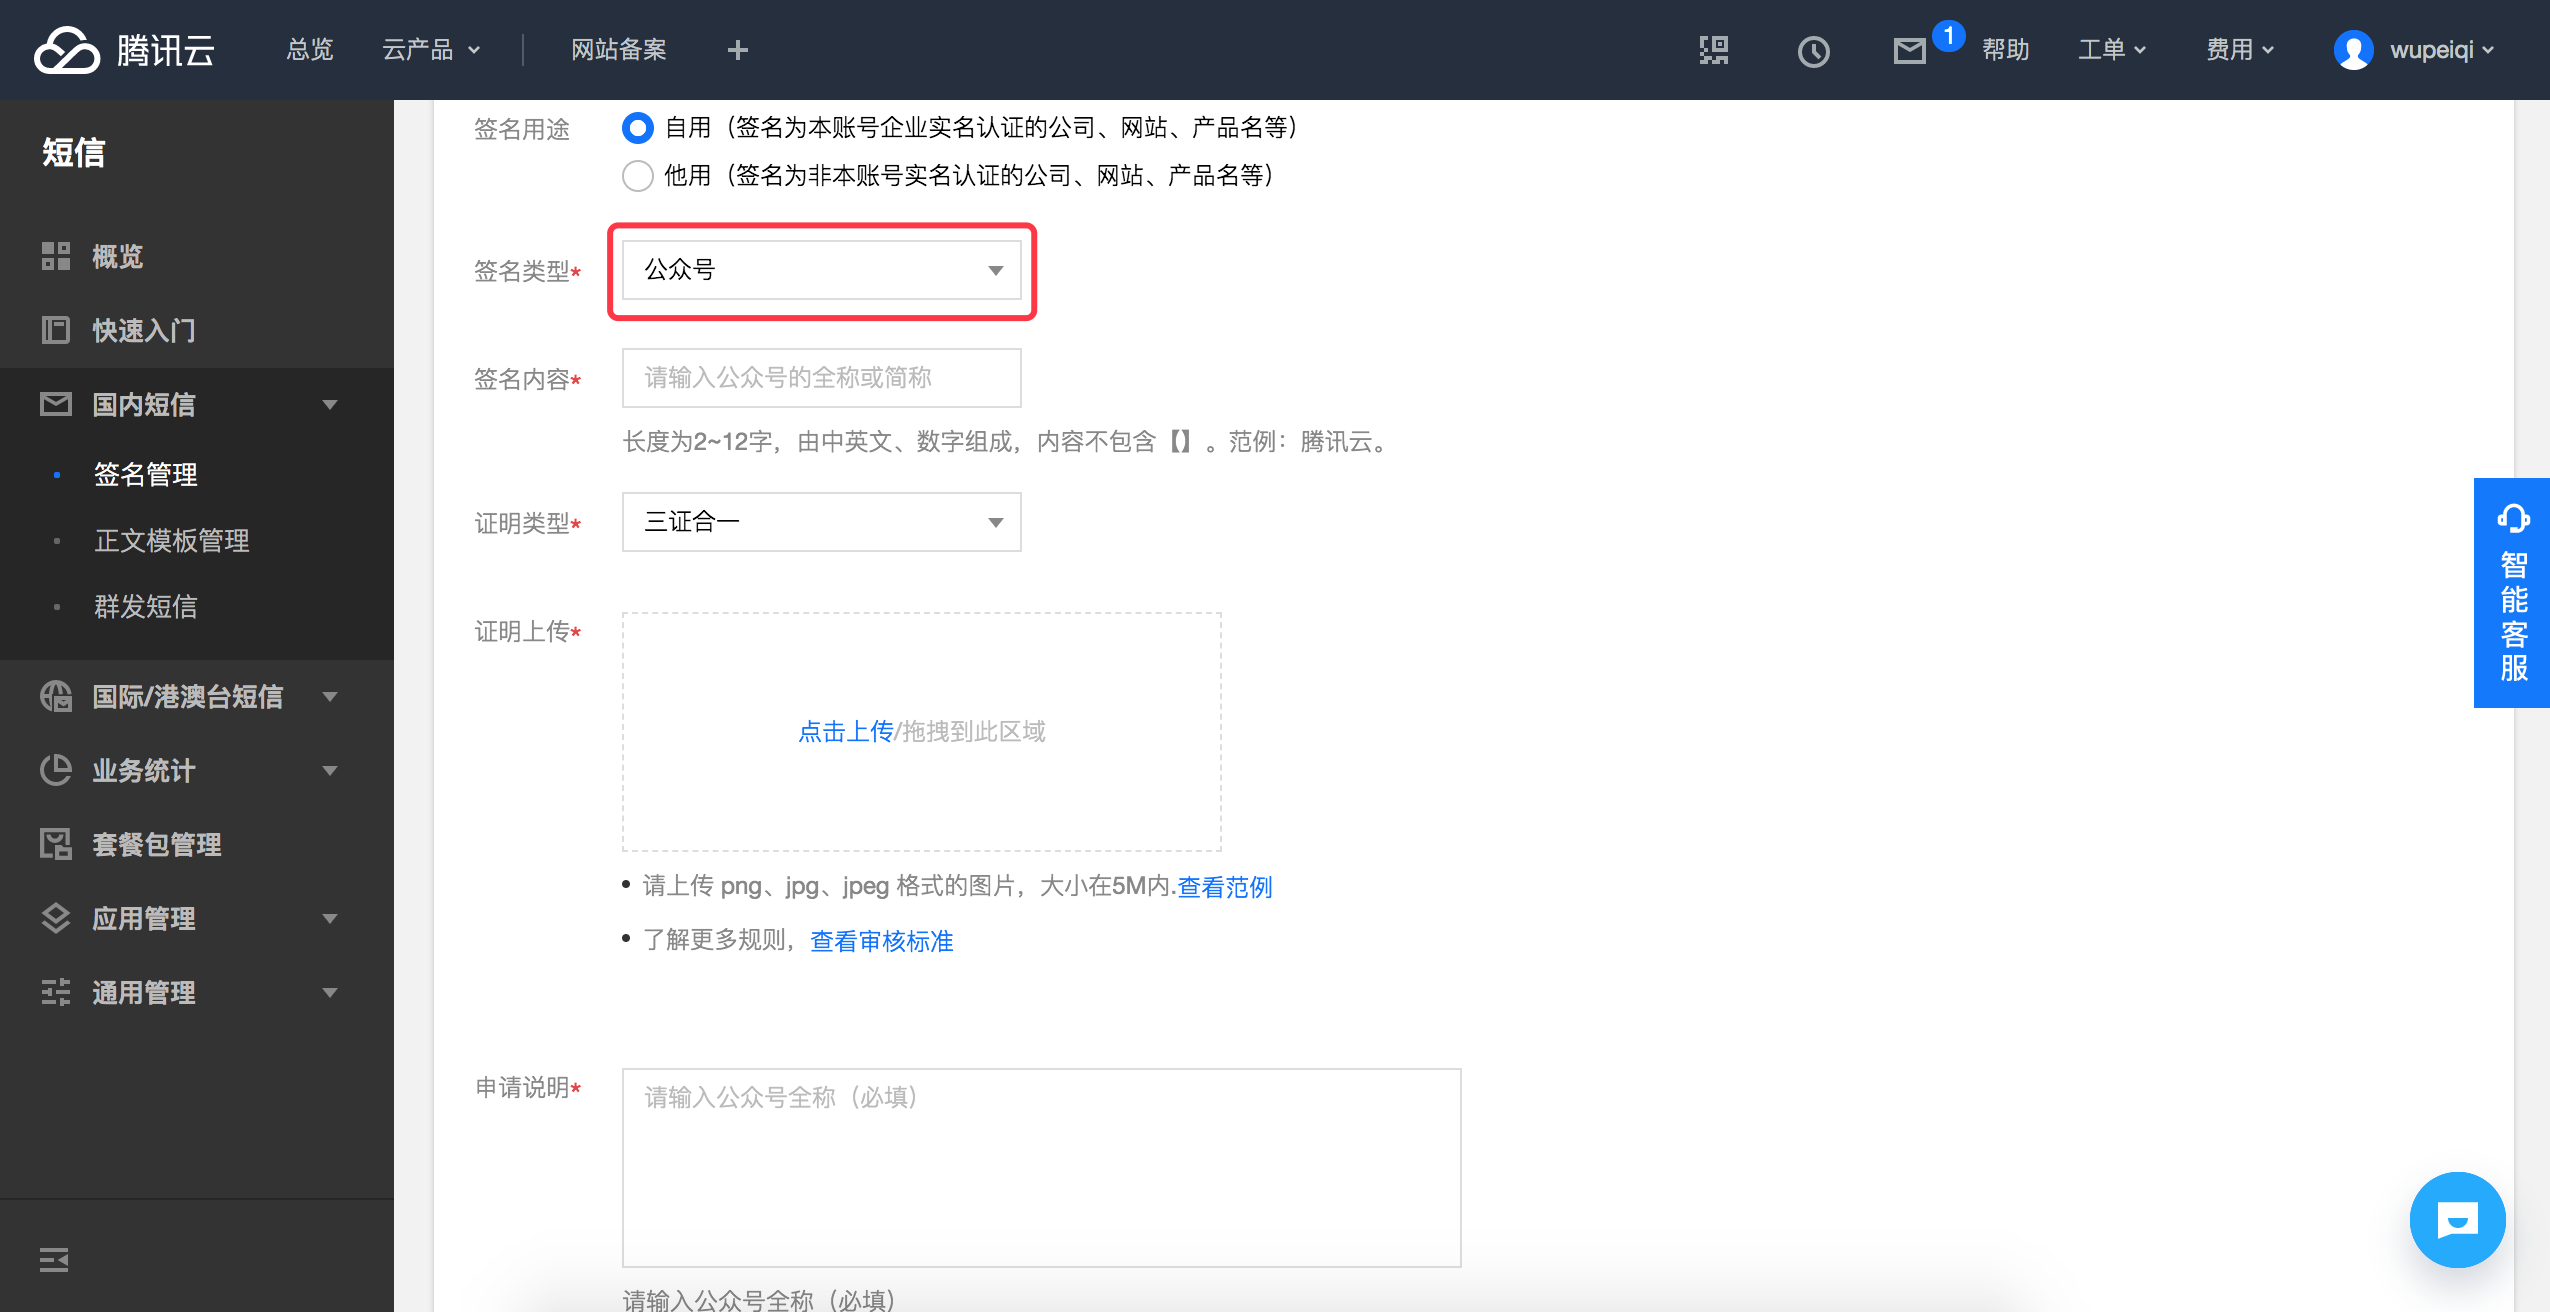 腾讯云
总览
云产品
网站备案
1
帮助
工单
费用
wupeiqi
短信
概览
快速入门
国内短信
签名管理
正文模板管理
群发短信
国际/港澳台短信
业务统计
套餐包管理
应用管理
通用管理
签名用途
自用（签名为本账号企业实名认证的公司、网站、产品名等）
他用（签名为非本账号实名认证的公司、网站、产品名等）
签名类型*
公众号
签名内容*
请输入公众号的全称或简称
长度为2~12字，由中英文、数字组成，内容不包含【】。范例：腾讯云。
证明类型*
三证合一
证明上传*
点击上传/拖拽到此区域
请上传 png、jpg、jpeg 格式的图片，大小在5M内.查看范例
了解更多规则，查看审核标准
申请说明*
请输入公众号全称（必填）
请输入公众号全称（必填）
智能客服